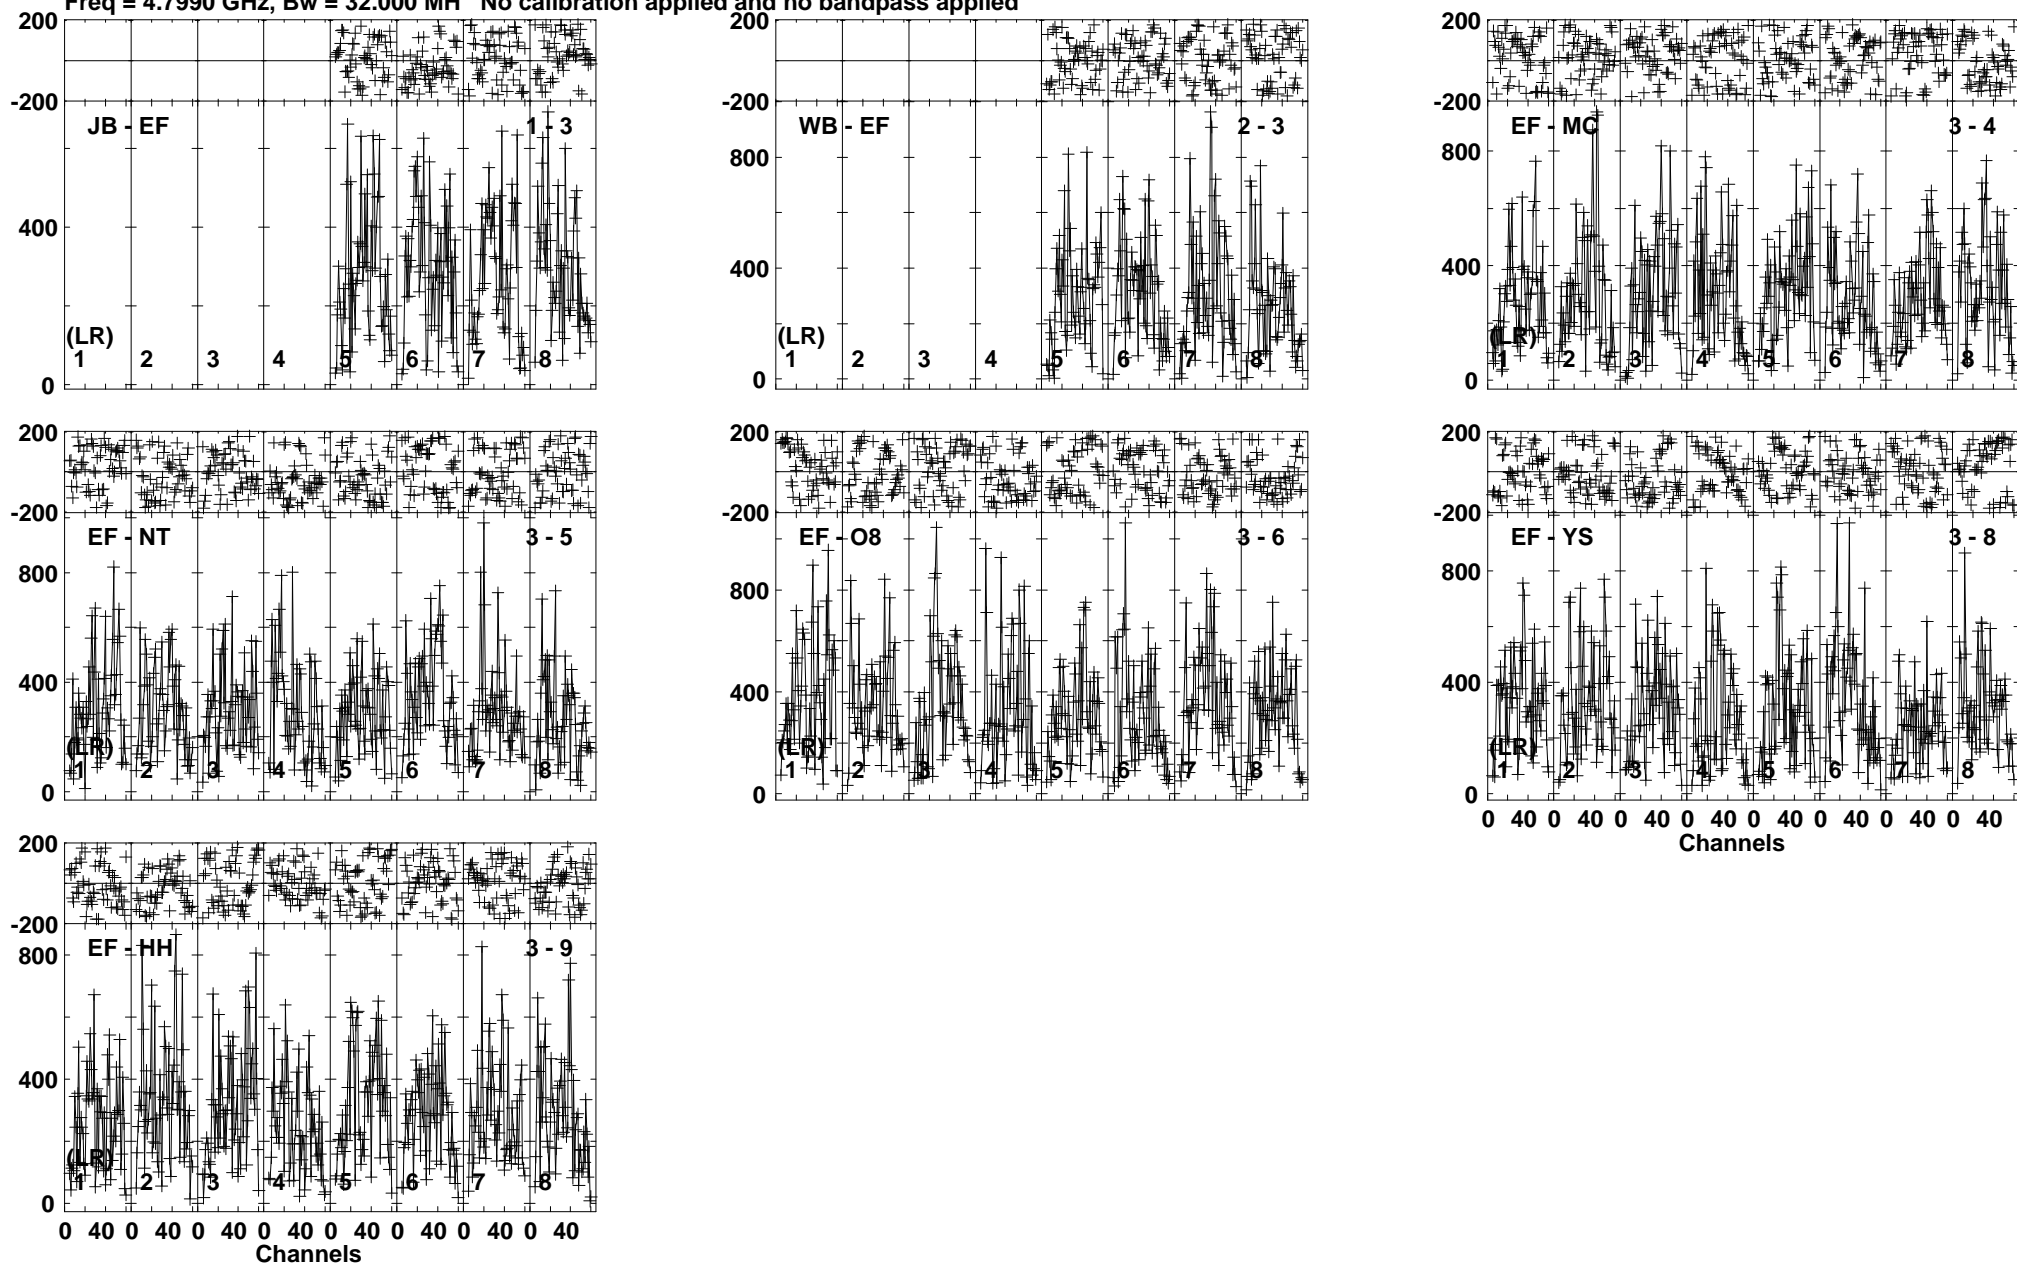 Freq = 4.7990 GHz, Bw = 32.000 MH No calibration applied and no bandpass applied
200 200 200
-200 -200 -200
JB - EF 1 - 3 WB - EF 2 - 3 EF - MC 3 - 4
800 800
400 400 400
(LR) (LR) (LR)
1 2 3 4 5 6 7 8 1 2 3 4 5 6 7 8 1 2 3 4 5 6 7 8
0 0 0
200 200 200
-200 -200 -200
EF - NT 3 - 5 EF - O8 3 - 6 EF - YS 3 - 8
800 800 800
400 400 400
(LR) (LR) (LR)
1 2 3 4 5 6 7 8 1 2 3 4 5 6 7 8 1 2 3 4 5 6 7 8
0 0 0
0 40 0 40 0 40 0 40 0 40 0 40 0 40 0 40
Channels
200
-200
EF - HH 3 - 9
800
400
(LR)
1 2 3 4 5 6 7 8
0
0 40 0 40 0 40 0 40 0 40 0 40 0 40 0 40
Channels